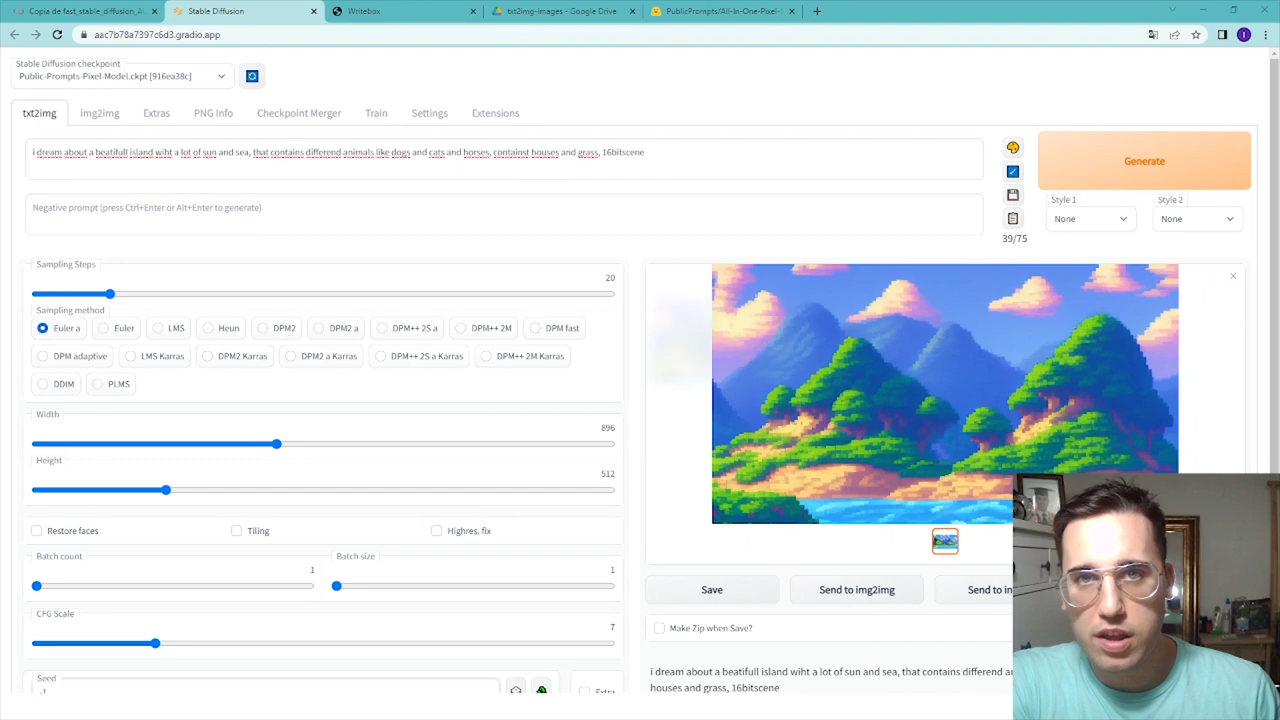 Copia de fast_stable_diffusion_A
Stable Diffusion
Writebox
txt2img-images - Google Drive
PublicPrompts/All-In-One-Pixel-
aac7b78a7397c6d3.gradio.app
Stable Diffusion checkpoint
Public-Prompts-Pixel-Model.ckpt [916ea38c]
txt2img
img2img
Extras
PNG Info
Checkpoint Merger
Train
Settings
Extensions
i dream about a beatifull island wiht a lot of sun and sea, that contains differend animals like dogs and cats and horses, containst houses and grass, 16bitscene
Generate
Negative prompt (press Ctrl+Enter or Alt+Enter to generate)
Style 1
Style 2
None
None
39/75
Sampling Steps
20
Sampling method
Euler a
Euler
LMS
Heun
DPM2
DPM2 a
DPM++ 2S a
DPM++ 2M
DPM fast
DPM adaptive
LMS Karras
DPM2 Karras
DPM2 a Karras
DPM++ 2S a Karras
DPM++ 2M Karras
DDIM
PLMS
Width
896
Height
512
Restore faces
Tiling
Highres. fix
Batch count
1
Batch size
1
CFG Scale
7
Seed
-1
Extra
Save
Send to img2img
Send to in
Make Zip when Save?
i dream about a beatifull island wiht a lot of sun and sea, that contains differend
houses and grass, 16bitscene